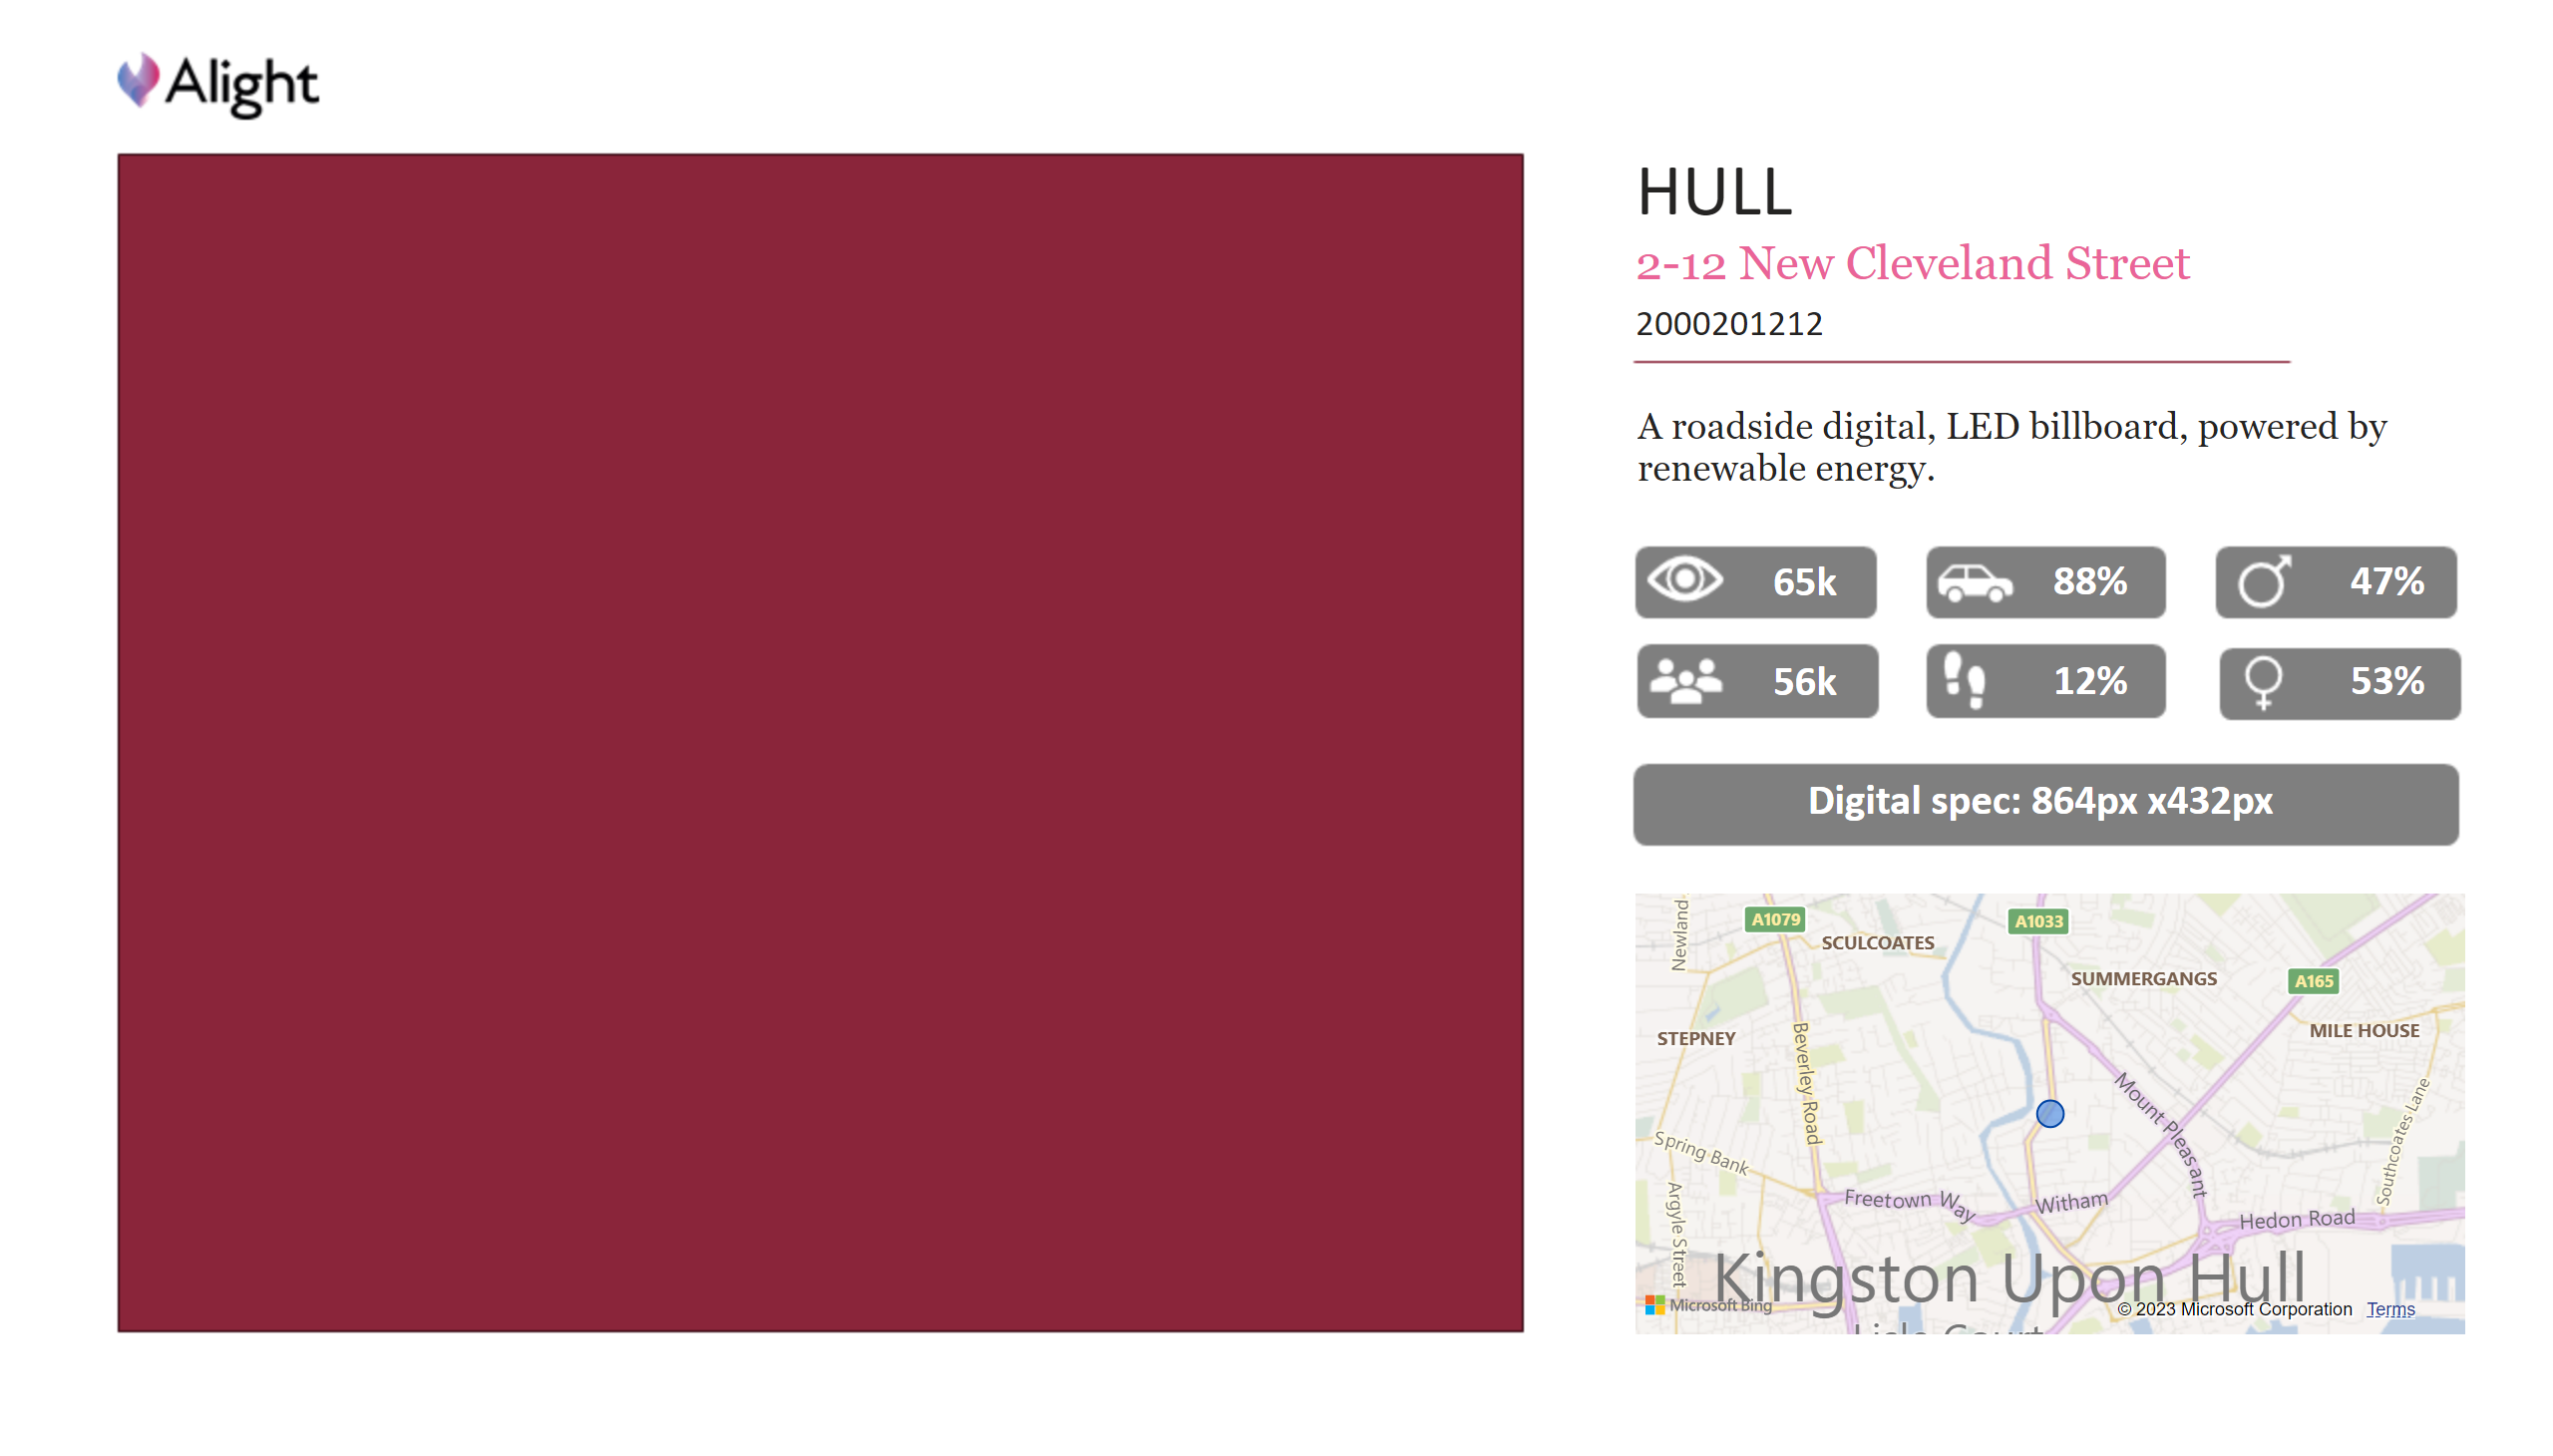 Alight
HULL
2-12 New Cleveland Street
2000201212
A roadside digital, LED billboard, powered by
renewable energy.
65k
88%
47%
56k
12%
53%
Digital spec: 864px x432px
Newland
A1079
SCULCOATES
A1033
SUMMERGANGS
A165
STEPNEY
MILE HOUSE
Beverley Road
Mount Pleasant
Southcoates Lane
Spring Bank
Argyle Street
Freetown Way
Witham
Hedon Road
Kingston Upon Hull
Microsoft Bing
© 2023 Microsoft Corporation Terms